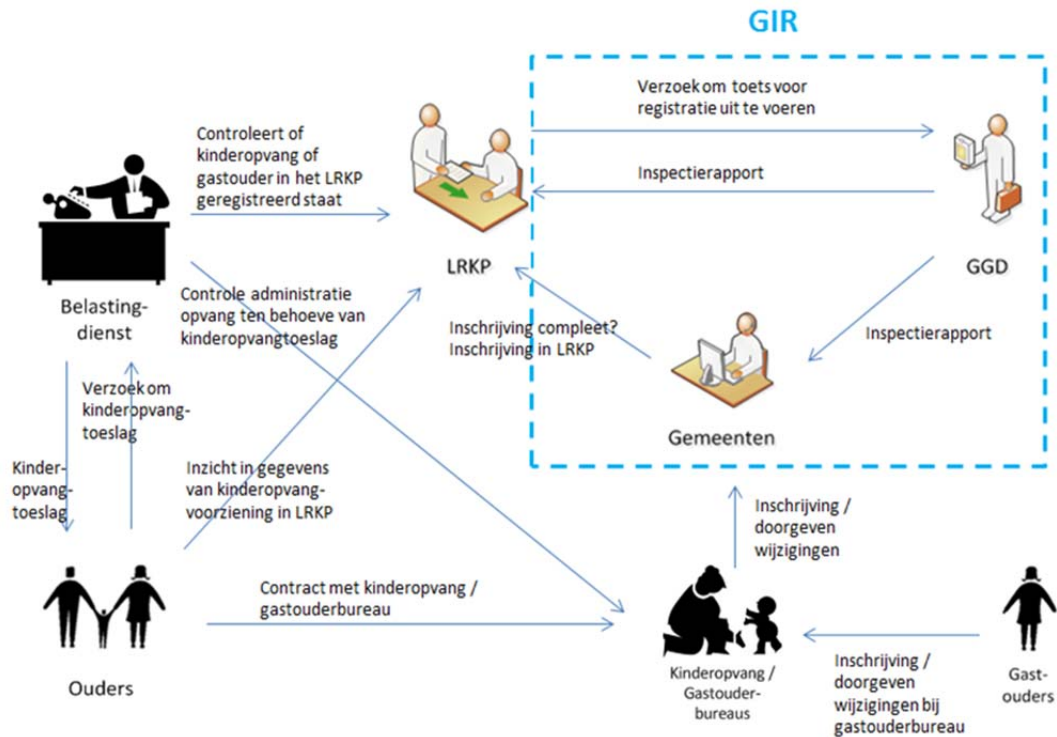 GIR
Verzoek om toets voor
registratie uit te voeren
Controleert of
kinderopvang of
gastouder in het LRKP
geregistreerd staat
Inspectierapport
LRKP
GGD
Belasting-
dienst
Controle administratie
opvang ten behoeve van
kinderopvangtoeslag
Inschrijving compleet?
Inschrijving in LRKP
Inspectierapport
Verzoek om
kinderopvang-
toeslag
Gemeenten
Kinder-
opvang-
toeslag
Inzicht in gegevens
van kinderopvang-
voorziening in LRKP
Inschrijving /
doorgeven
wijzigingen
Contract met kinderopvang /
gastouderbureau
Ouders
Kinderopvang /
Gastouder-
bureaus
Inschrijving /
doorgeven
wijzigingen bij
gastouderbureau
Gast-
ouders